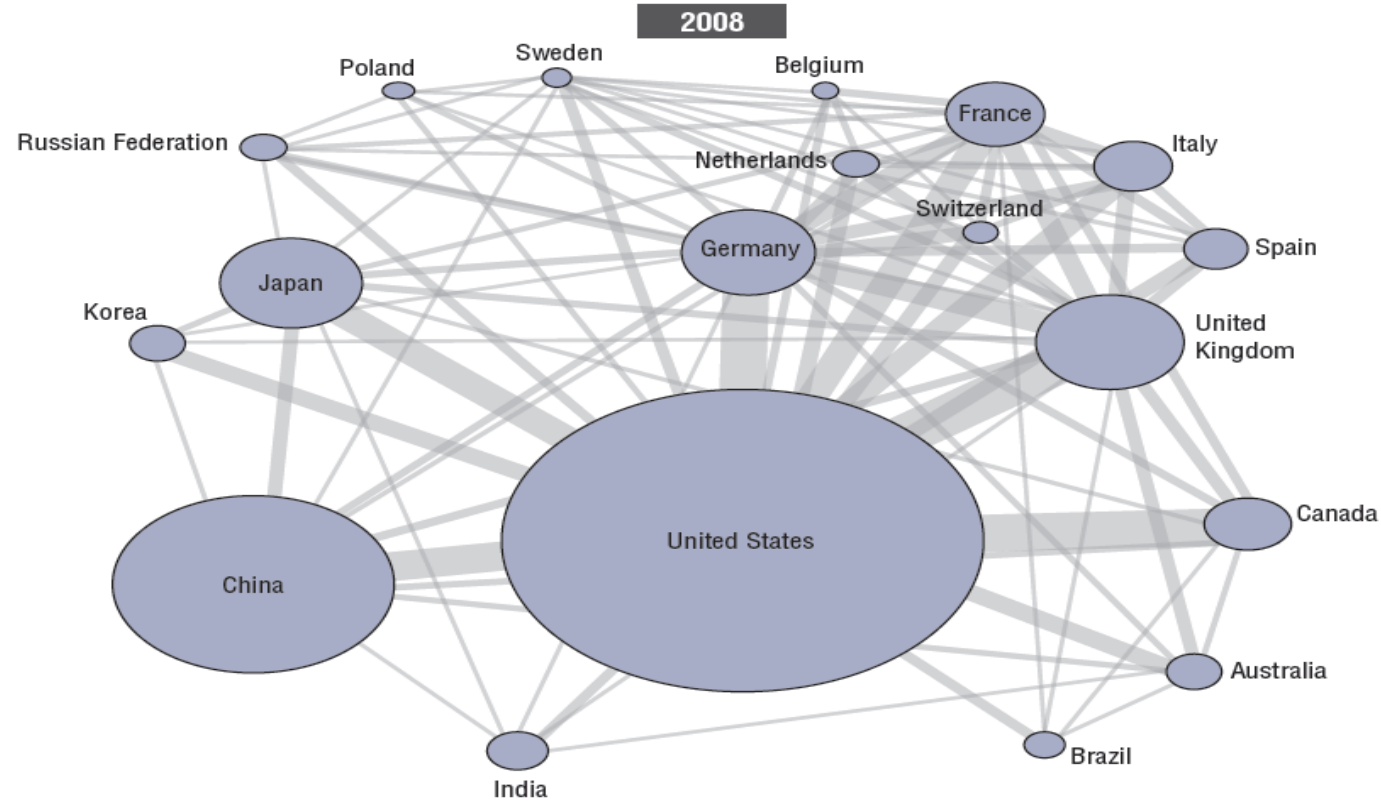 2008
Sweden
Poland
Belgium
France
Russian Federation
Italy
Netherlands
Switzerland
Germany
Spain
Japan
Korea
United
Kingdom
Canada
United States
China
Australia
Brazil
India